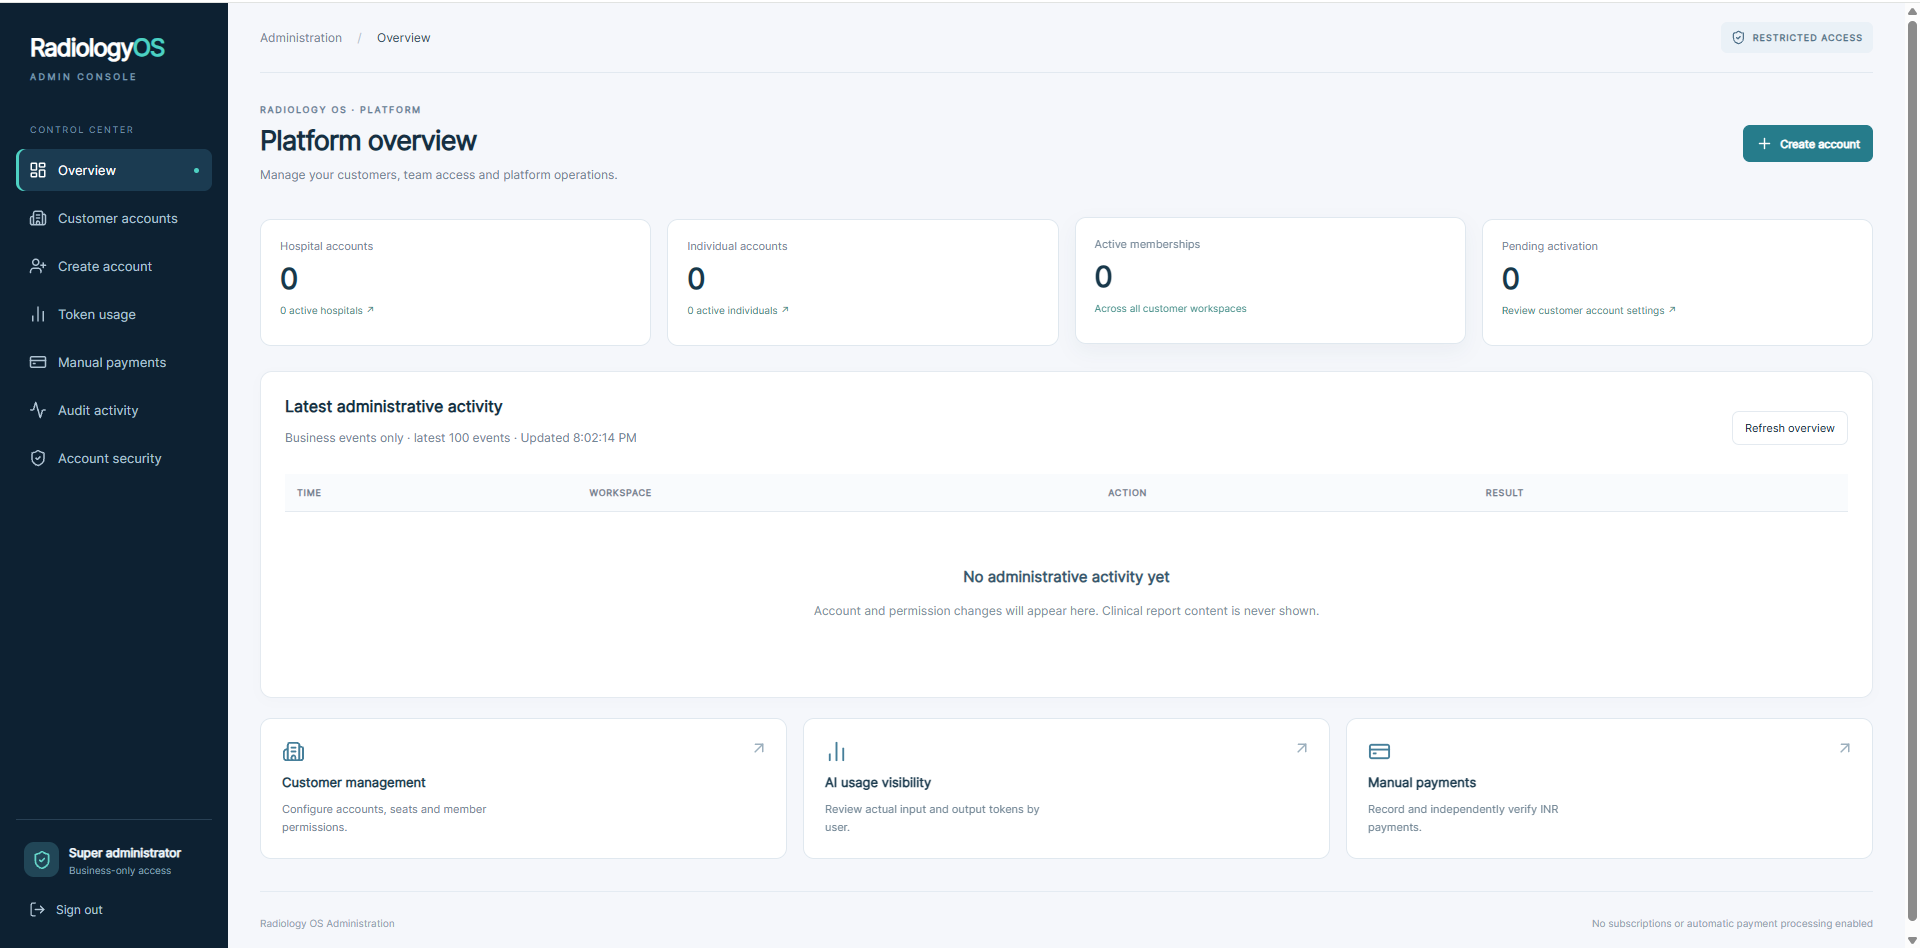 RadiologyOS
ADMIN CONSOLE
CONTROL CENTER
Overview
Customer accounts
Create account
Token usage
Manual payments
Audit activity
Account security
Super administrator
Business-only access
Sign out
Administration / Overview
RESTRICTED ACCESS
RADIOLOGY OS · PLATFORM
Platform overview
Manage your customers, team access and platform operations.
Create account
Hospital accounts
0
0 active hospitals ↗
Individual accounts
0
0 active individuals ↗
Active memberships
0
Across all customer workspaces
Pending activation
0
Review customer account settings ↗
Latest administrative activity
Business events only · latest 100 events · Updated 8:02:14 PM
Refresh overview
TIME WORKSPACE ACTION RESULT
No administrative activity yet
Account and permission changes will appear here. Clinical report content is never shown.
Customer management
Configure accounts, seats and member
permissions.
AI usage visibility
Review actual input and output tokens by
user.
Manual payments
Record and independently verify INR
payments.
Radiology OS Administration
No subscriptions or automatic payment processing enabled